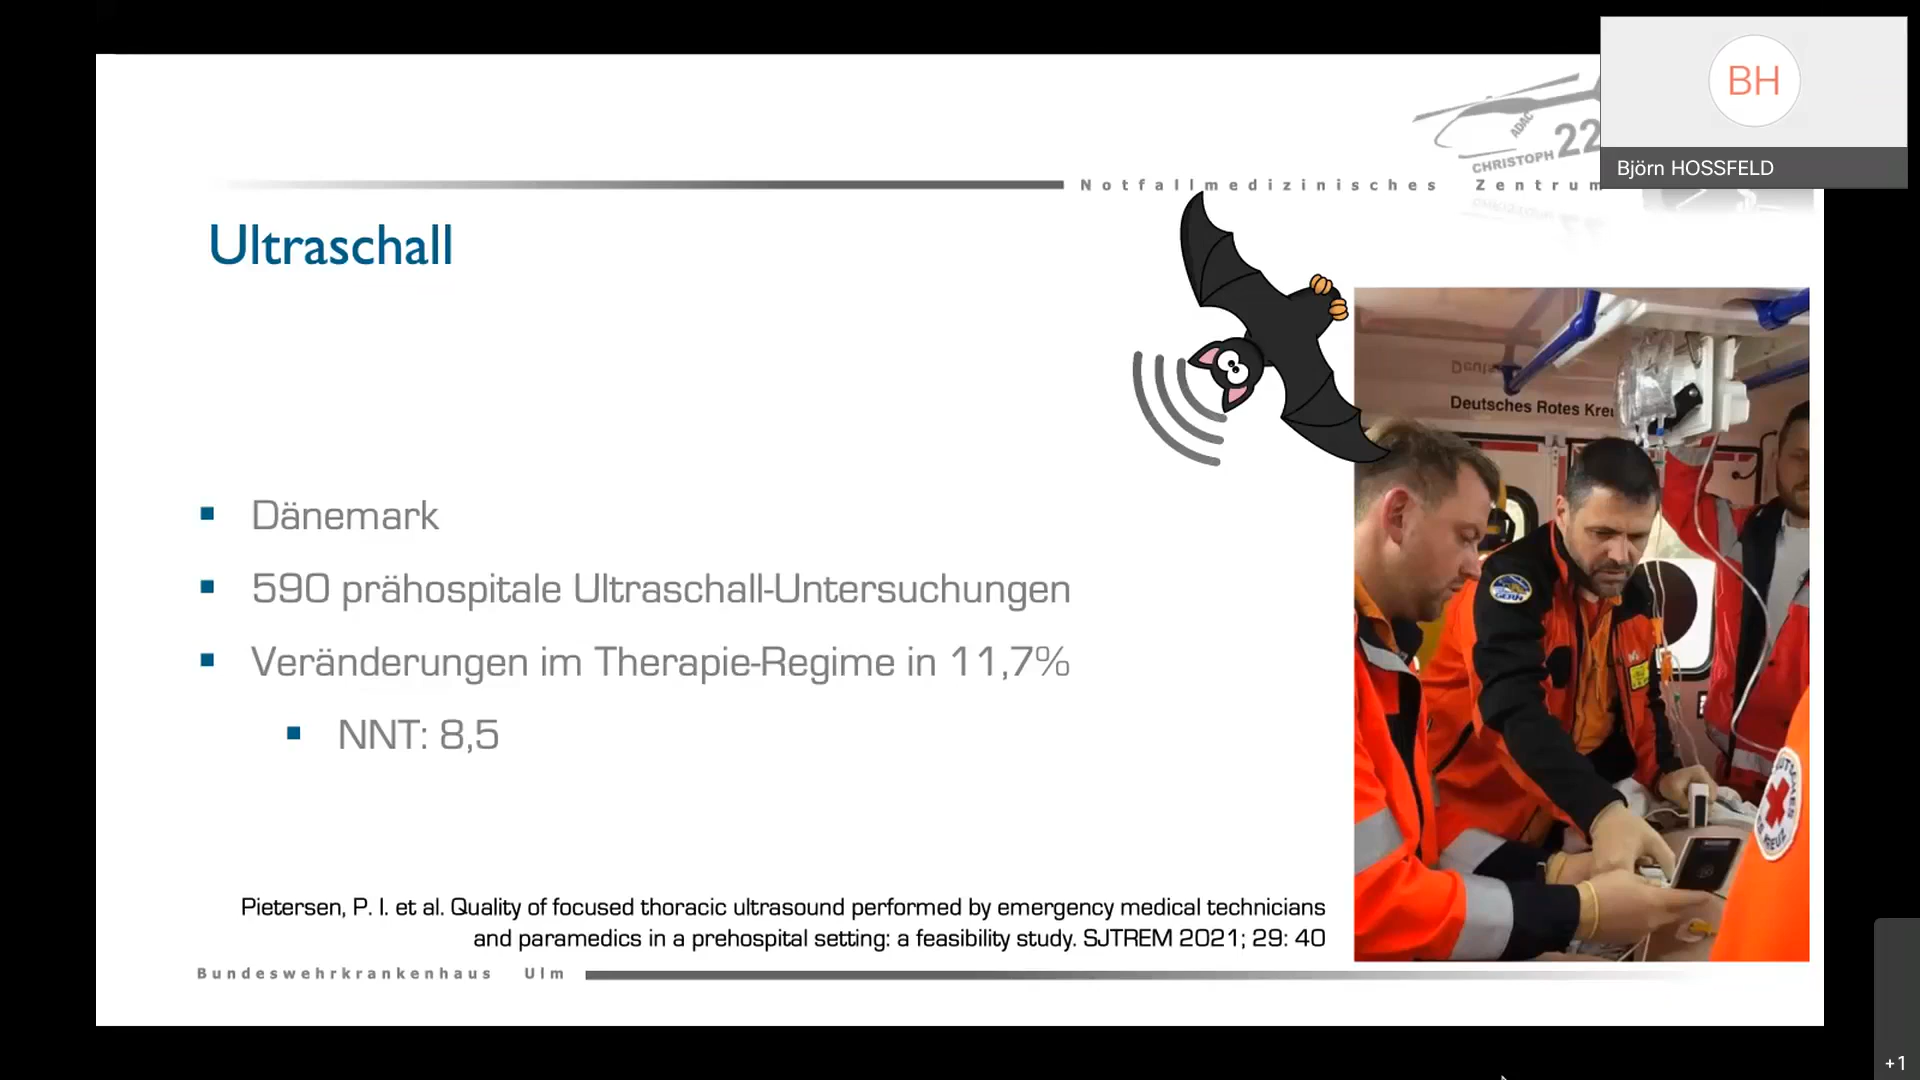 BH
Björn HOSSFELD
ADAC
CHRISTOPH 22
Notfallmedizinisches Zentrum
Ultraschall
Deutsches Rotes Kreu
Dänemark
590 prähospitale Ultraschall-Untersuchungen
Veränderungen im Therapie-Regime in 11,7%
NNT: 8,5
Pietersen, P. I. et al. Quality of focused thoracic ultrasound performed by emergency medical technicians
and paramedics in a prehospital setting: a feasibility study. SJTREM 2021; 29: 40
Bundeswehrkrankenhaus Ulm
+1